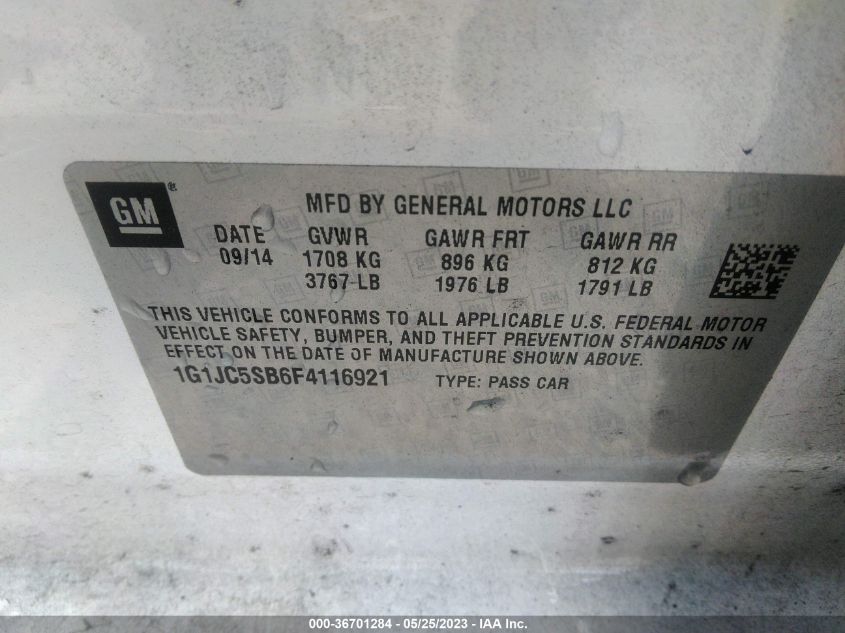 GM ®
MFD BY GENERAL MOTORS LLC
DATE GVWR GAWR FRT GAWR RR
09/14 1708 KG 896 KG 812 KG
3767 LB 1976 LB 1791 LB
THIS VEHICLE CONFORMS TO ALL APPLICABLE U.S. FEDERAL MOTOR
VEHICLE SAFETY, BUMPER, AND THEFT PREVENTION STANDARDS IN
EFFECT ON THE DATE OF MANUFACTURE SHOWN ABOVE.
1G1JC5SB6F4116921 TYPE: PASS CAR
000-36701284 - 05/25/2023 - IAA Inc.